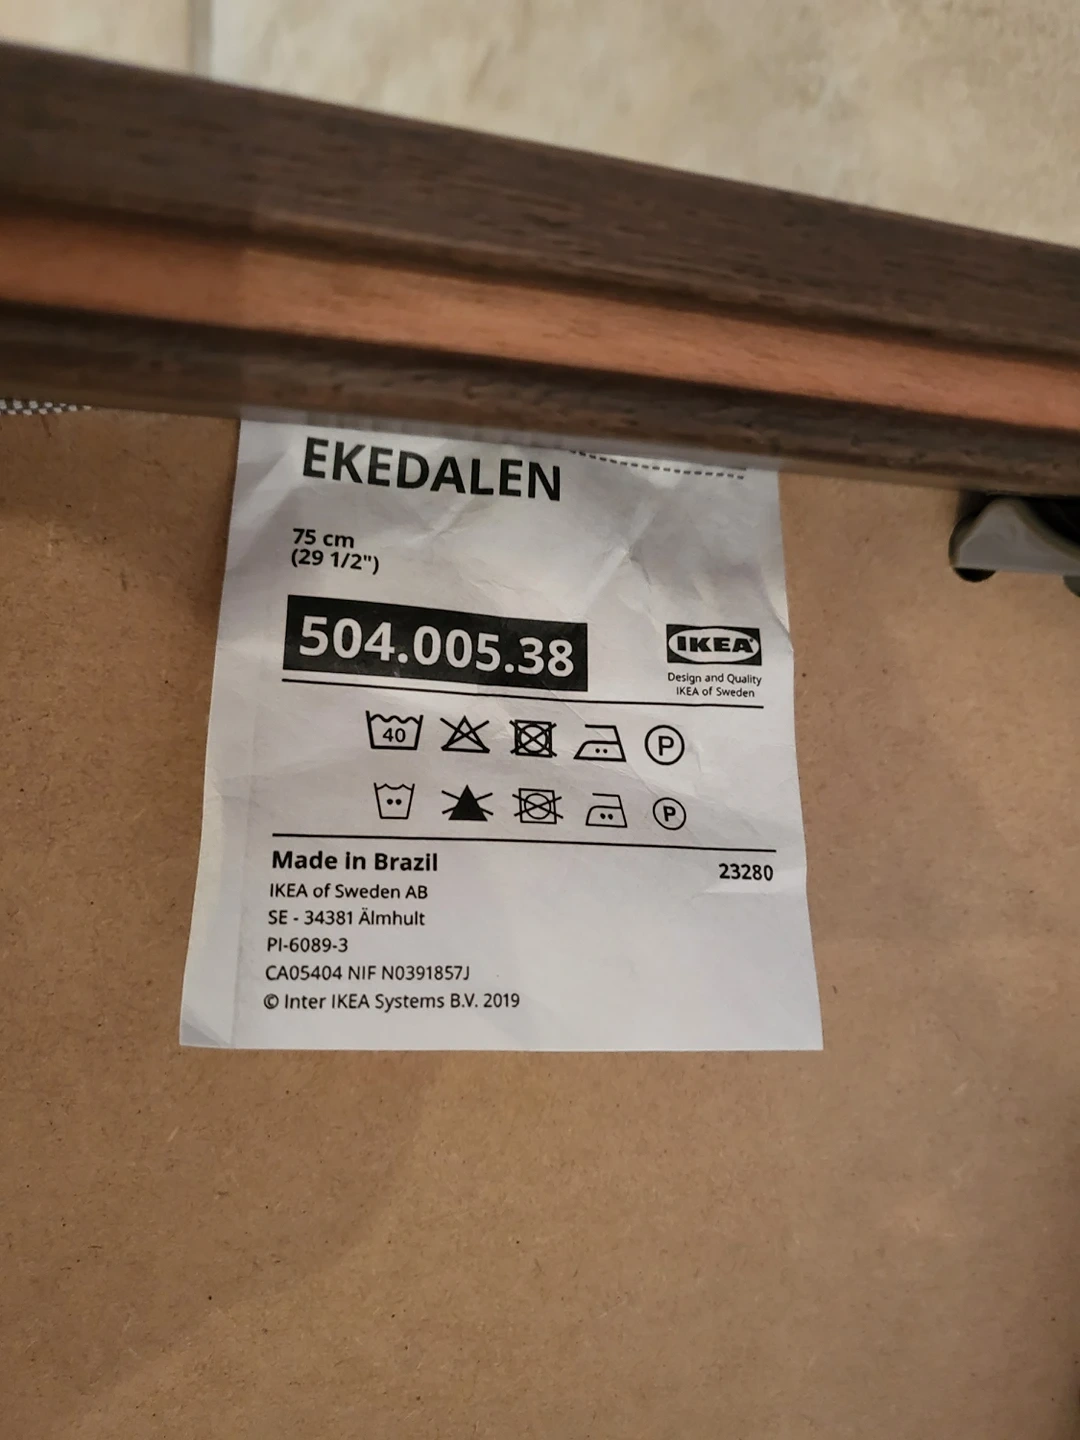 EKEDALEN
75 cm
(29 1/2")
504.005.38
IKEA
Design and Quality
IKEA of Sweden
40
P
P
Made in Brazil
23280
IKEA of Sweden AB
SE - 34381 Älmhult
PI-6089-3
CA05404 NIF N0391857J
© Inter IKEA Systems B.V. 2019